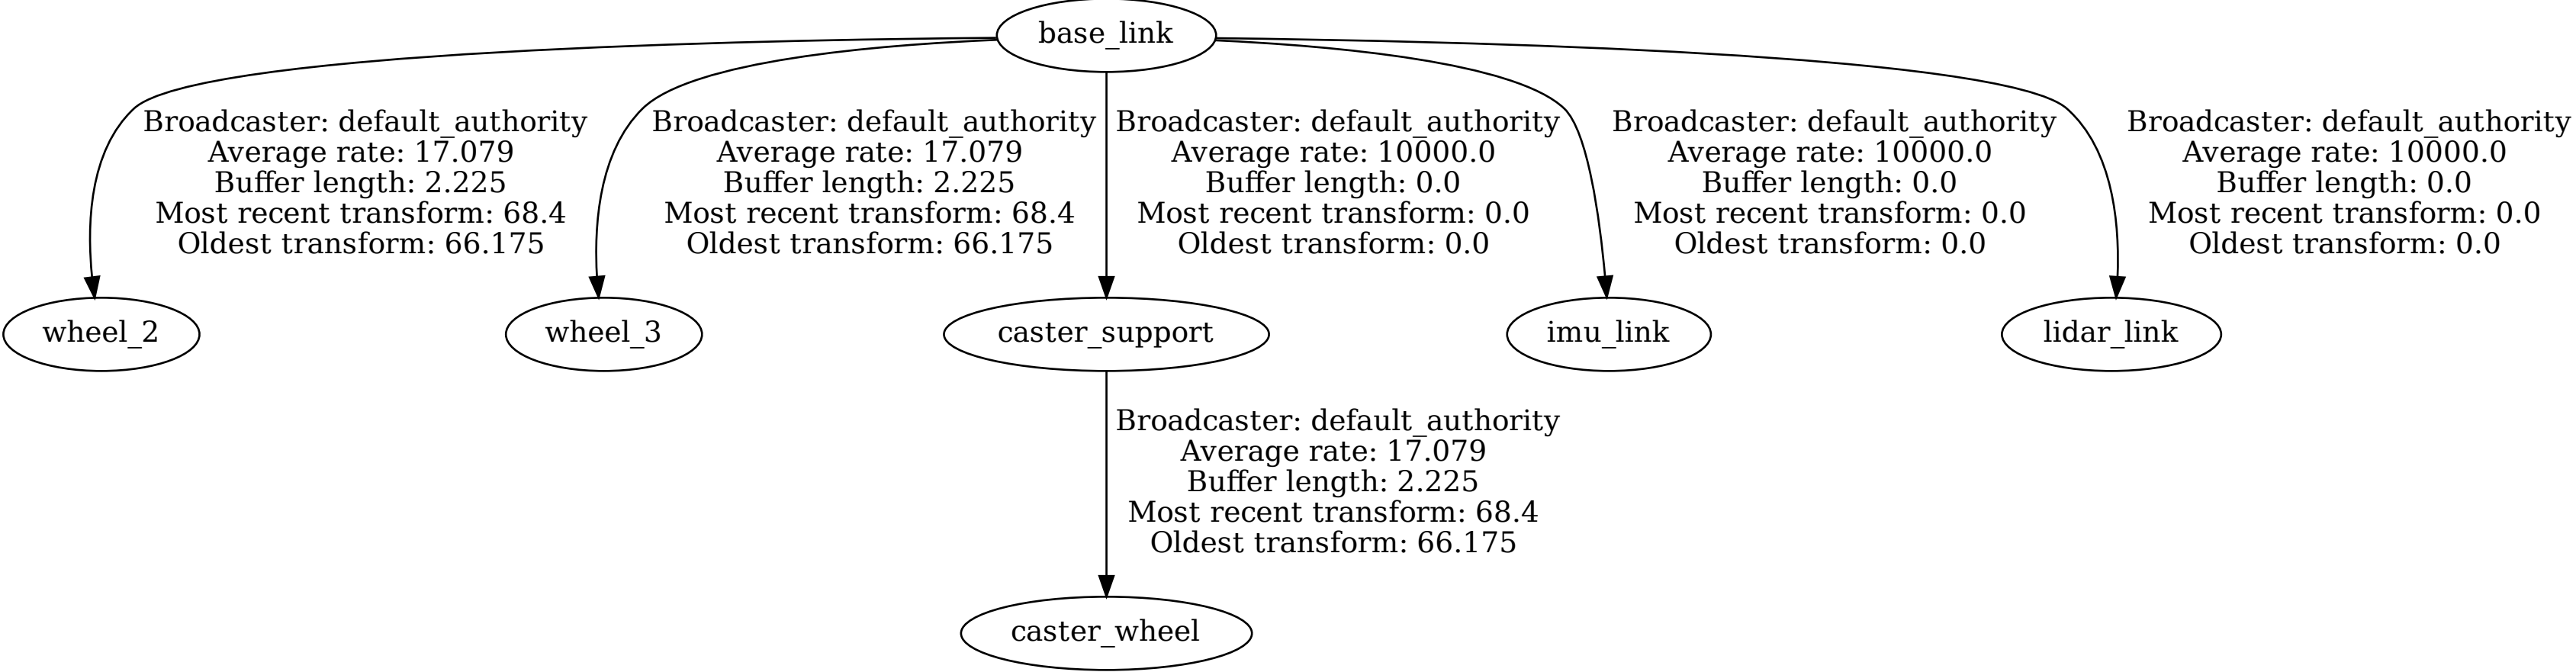 base_link
Broadcaster: default_authority
Average rate: 17.079
Buffer length: 2.225
Most recent transform: 68.4
Oldest transform: 66.175
Broadcaster: default_authority
Average rate: 17.079
Buffer length: 2.225
Most recent transform: 68.4
Oldest transform: 66.175
Broadcaster: default_authority
Average rate: 10000.0
Buffer length: 0.0
Most recent transform: 0.0
Oldest transform: 0.0
Broadcaster: default_authority
Average rate: 10000.0
Buffer length: 0.0
Most recent transform: 0.0
Oldest transform: 0.0
Broadcaster: default_authority
Average rate: 10000.0
Buffer length: 0.0
Most recent transform: 0.0
Oldest transform: 0.0
wheel_2
wheel_3
caster_support
imu_link
lidar_link
Broadcaster: default_authority
Average rate: 17.079
Buffer length: 2.225
Most recent transform: 68.4
Oldest transform: 66.175
caster_wheel